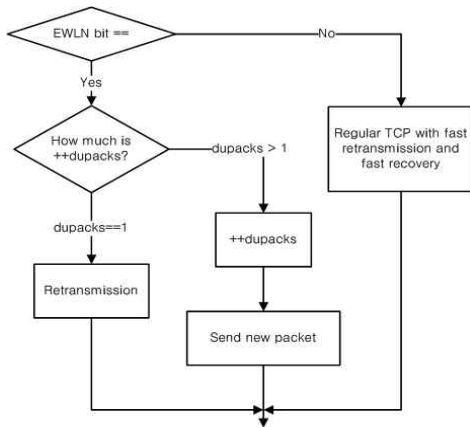 EWLN bit ==
No
Yes
How much is
++dupacks?
dupacks > 1
Regular TCP with fast
retransmission and
fast recovery
dupacks==1
++dupacks
Retransmission
Send new packet